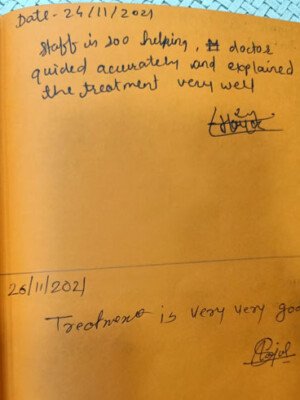 Date - 24/11/2021
Staff is soo helping, doctor
guided accurately and explained
the treatment very well
26/11/2021
Treatment is very very goo